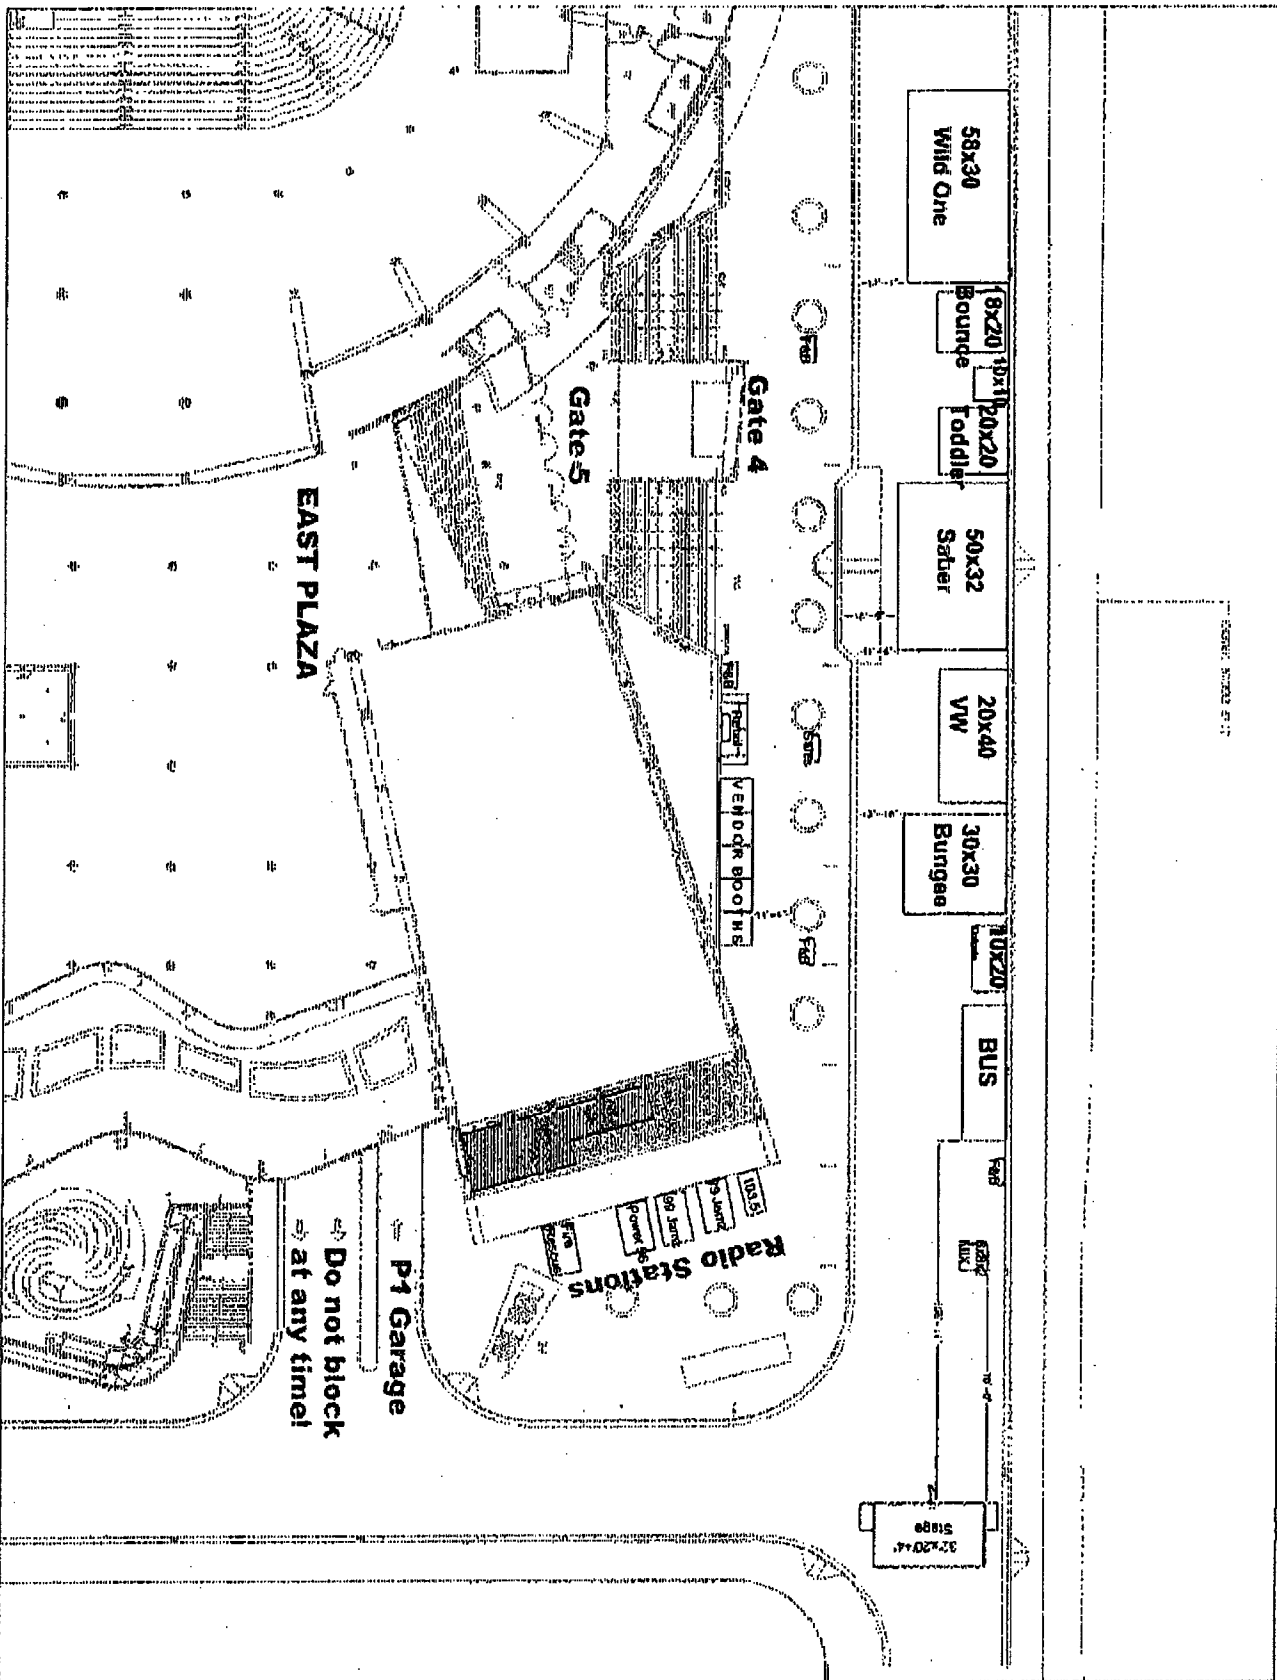 58x30
Wild One
18x20
Bounce
10x10
20x20
Toddler
50x32
Saber
20x40
VW
30x30
Bungee
10x20
BUS
F&B
32'x20'x4'
Stage
F&B
Gate 4
Gate 5
F&B
Retail
VENDOR BOOTHS
F&B
EAST PLAZA
103.5
99 Jamz
Power 96
Fire
Rescue
Radio Stations
P1 Garage
Do not block
at any time!